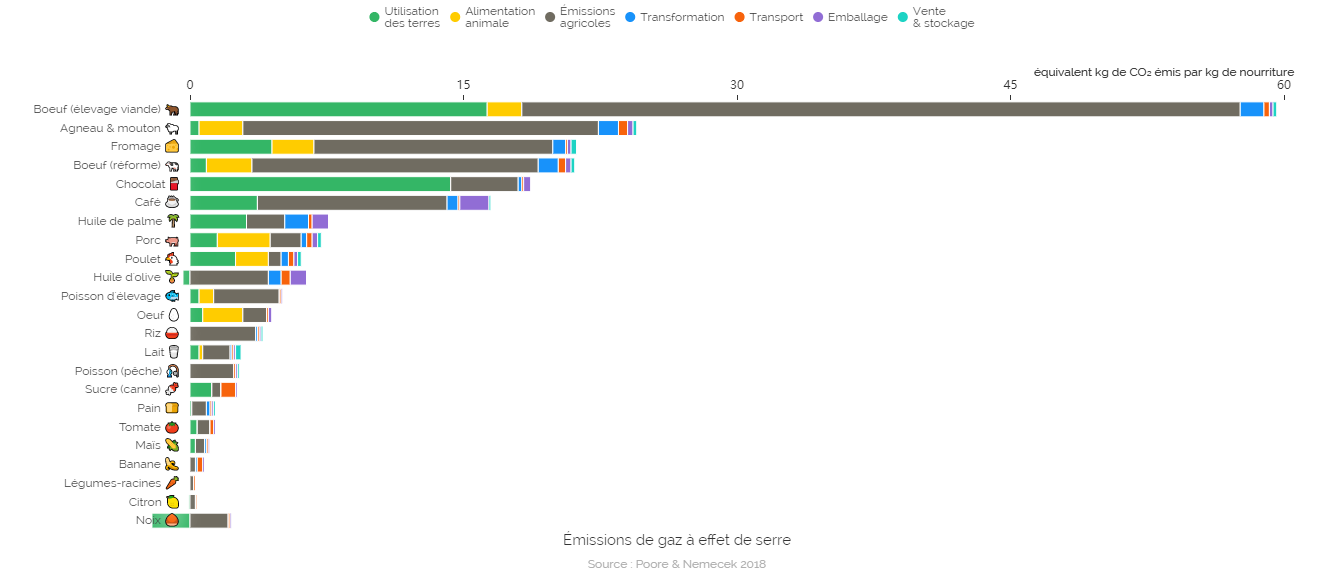 Utilisation
des terres
Alimentation
animale
Émissions
agricoles
Transformation
Transport
Emballage
Vente
& stockage
équivalent kg de CO₂ émis par kg de nourriture
0 15 30 45 60
Boeuf (élevage viande)
Agneau & mouton
Fromage
Boeuf (réforme)
Chocolat
Café
Huile de palme
Porc
Poulet
Huile d'olive
Poisson d'élevage
Oeuf
Riz
Lait
Poisson (pêche)
Sucre (canne)
Pain
Tomate
Maïs
Banane
Légumes-racines
Citron
Noix
Émissions de gaz à effet de serre
Source : Poore & Nemecek 2018